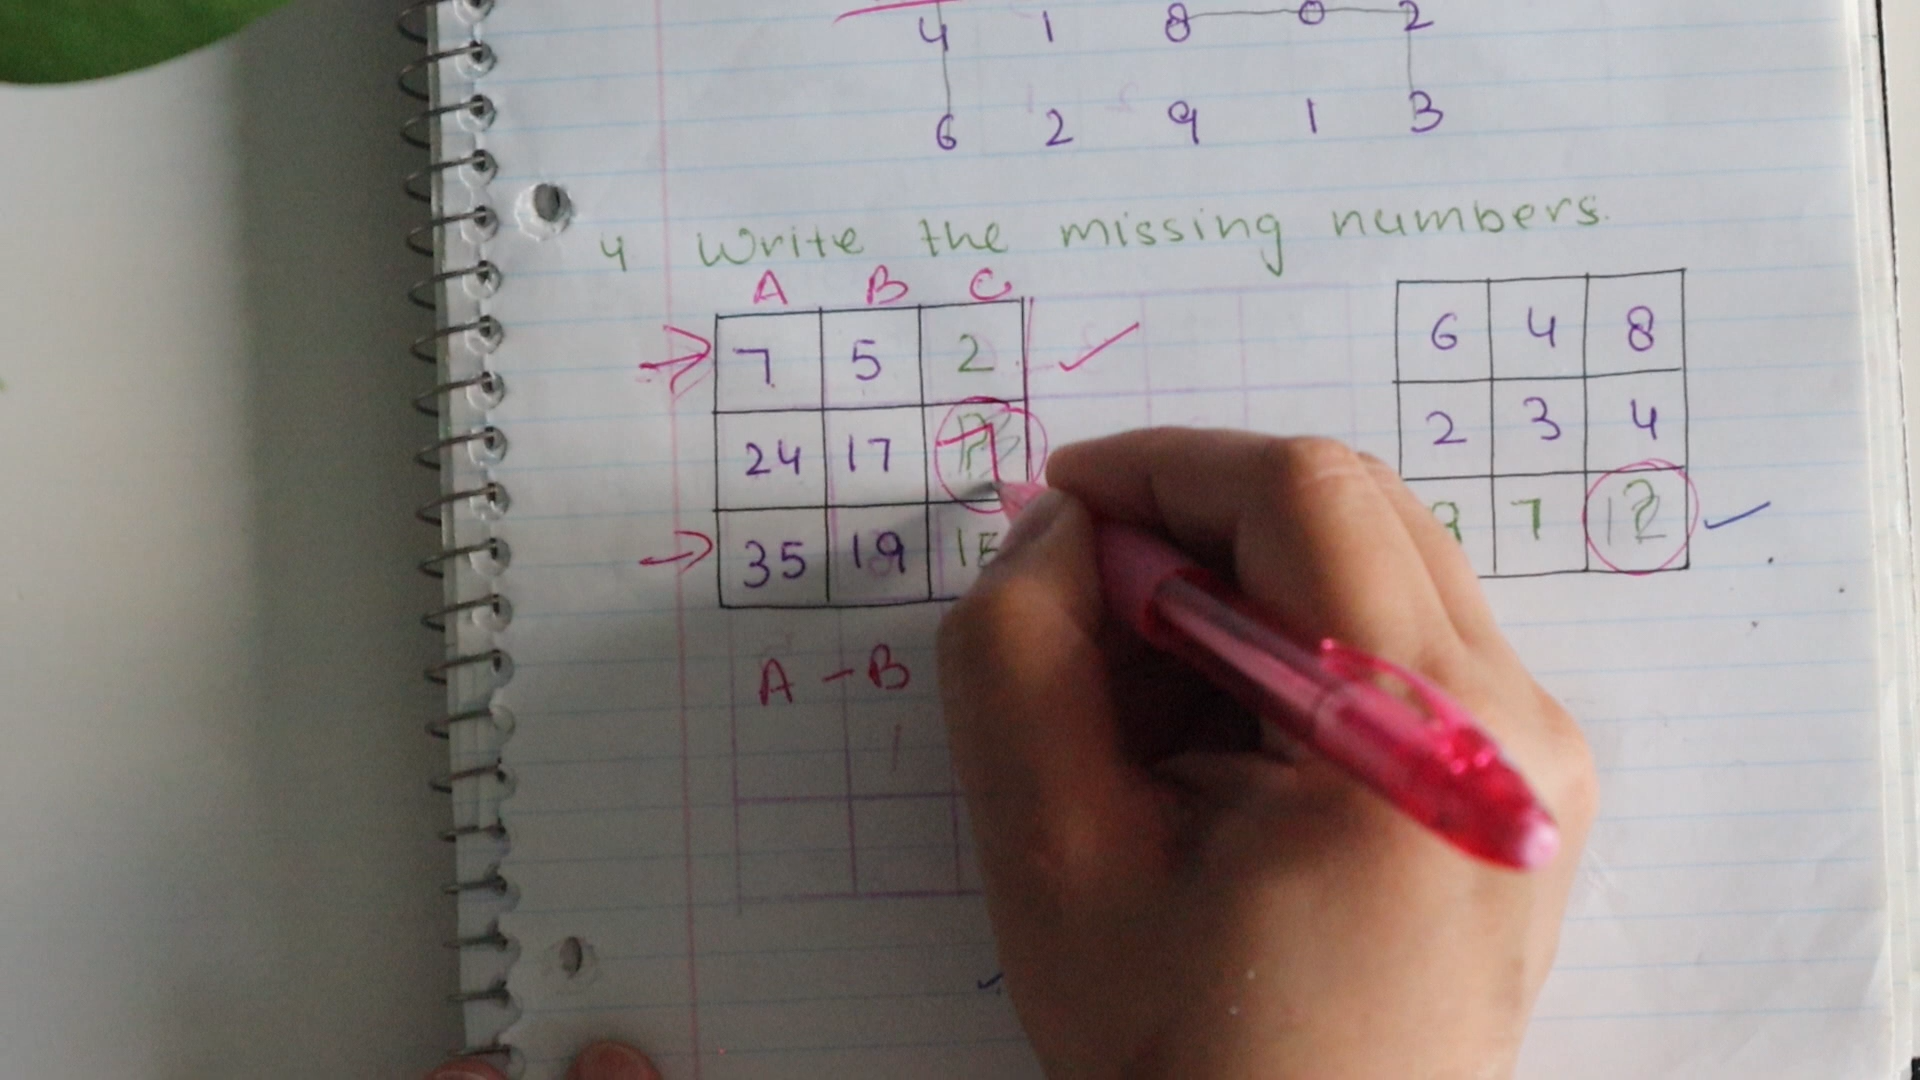 4 1 8 0 2
6 2 9 1 3
4 Write the missing numbers.
A B C
7 5 2
24 17 7
35 19
6 4 8
2 3 4
7 12
A - B